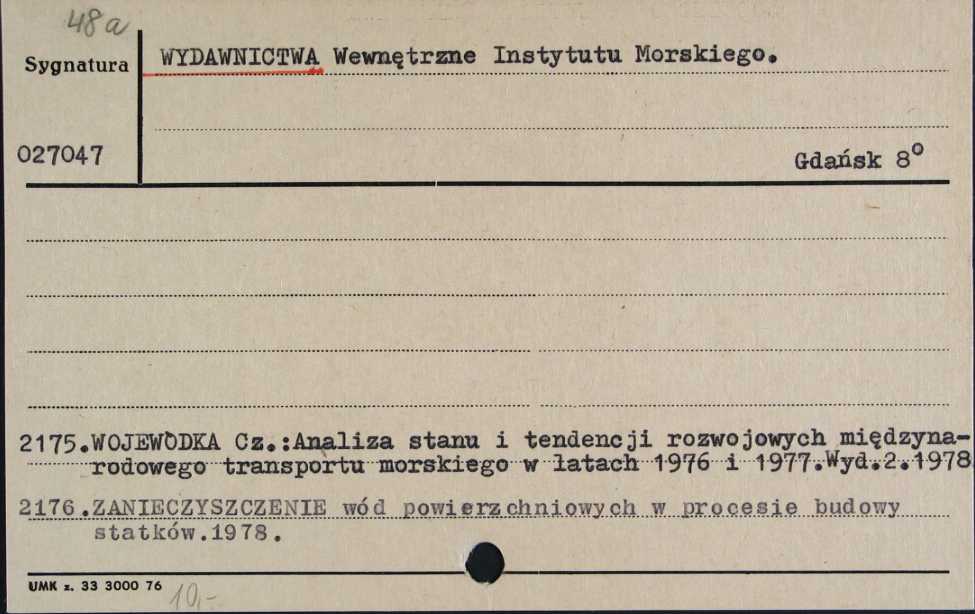 48a
Sygnatura
WYDAWNICTWA Wewnętrzne Instytutu Morskiego.
027047
Gdańsk 8°
2175.WOJEWÓDKA Cz.:Analiza stanu i tendencji rozwojowych międzyna-
rodowego transportu morskiego w latach 1976 i 1977.Wyd.2.1978
2176.ZANIECZYSZCZENIE wód powierzchniowych w procesie budowy
statków.1978.
UMK z. 33 3000 76
10,-